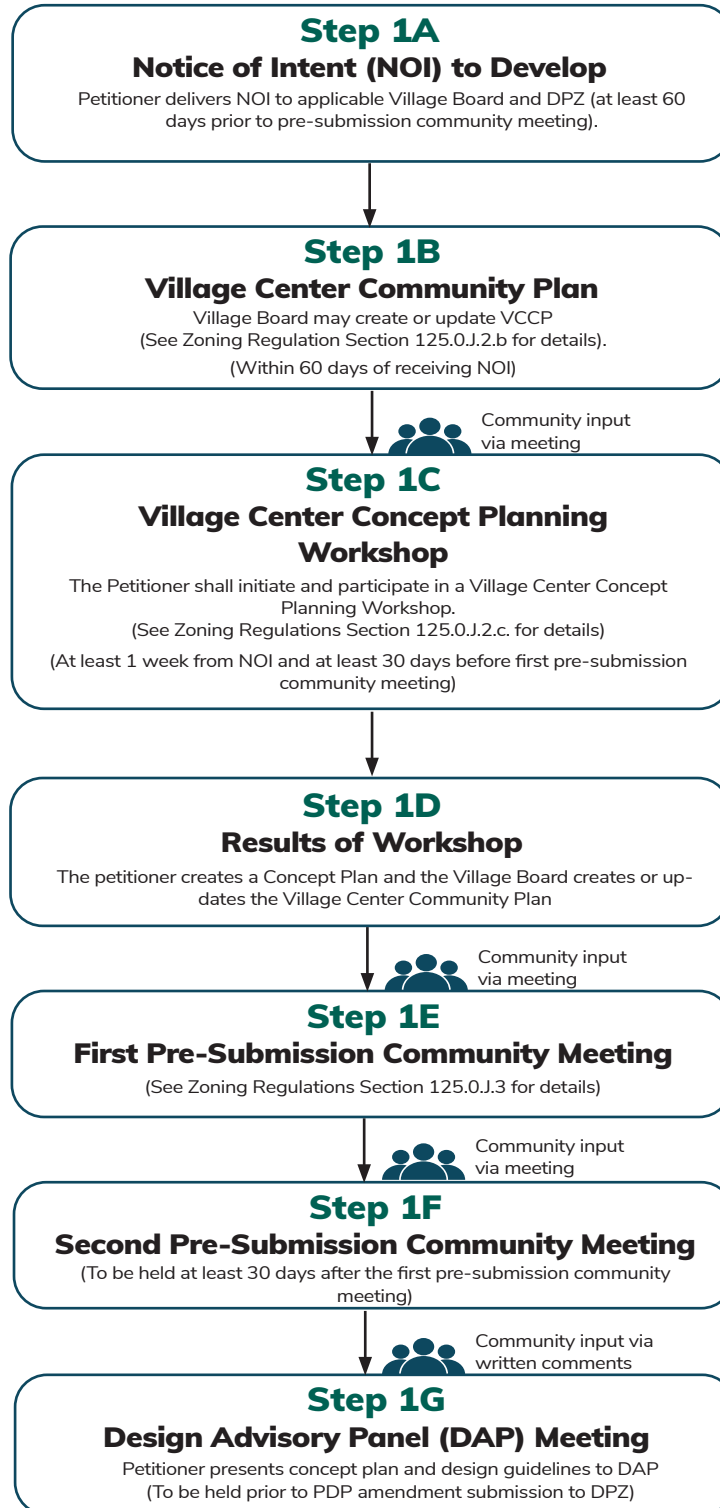 Step 1A
Notice of Intent (NOI) to Develop
Petitioner delivers NOI to applicable Village Board and DPZ (at least 60
days prior to pre-submission community meeting).
Step 1B
Village Center Community Plan
Village Board may create or update VCCP
(See Zoning Regulation Section 125.0.J.2.b for details).
(Within 60 days of receiving NOI)
Community input
via meeting
Step 1C
Village Center Concept Planning
Workshop
The Petitioner shall initiate and participate in a Village Center Concept
Planning Workshop.
(See Zoning Regulations Section 125.0.J.2.c. for details)
(At least 1 week from NOI and at least 30 days before first pre-submission
community meeting)
Step 1D
Results of Workshop
The petitioner creates a Concept Plan and the Village Board creates or up-
dates the Village Center Community Plan
Community input
via meeting
Step 1E
First Pre-Submission Community Meeting
(See Zoning Regulations Section 125.0.J.3 for details)
Community input
via meeting
Step 1F
Second Pre-Submission Community Meeting
(To be held at least 30 days after the first pre-submission community
meeting)
Community input via
written comments
Step 1G
Design Advisory Panel (DAP) Meeting
Petitioner presents concept plan and design guidelines to DAP
(To be held prior to PDP amendment submission to DPZ)